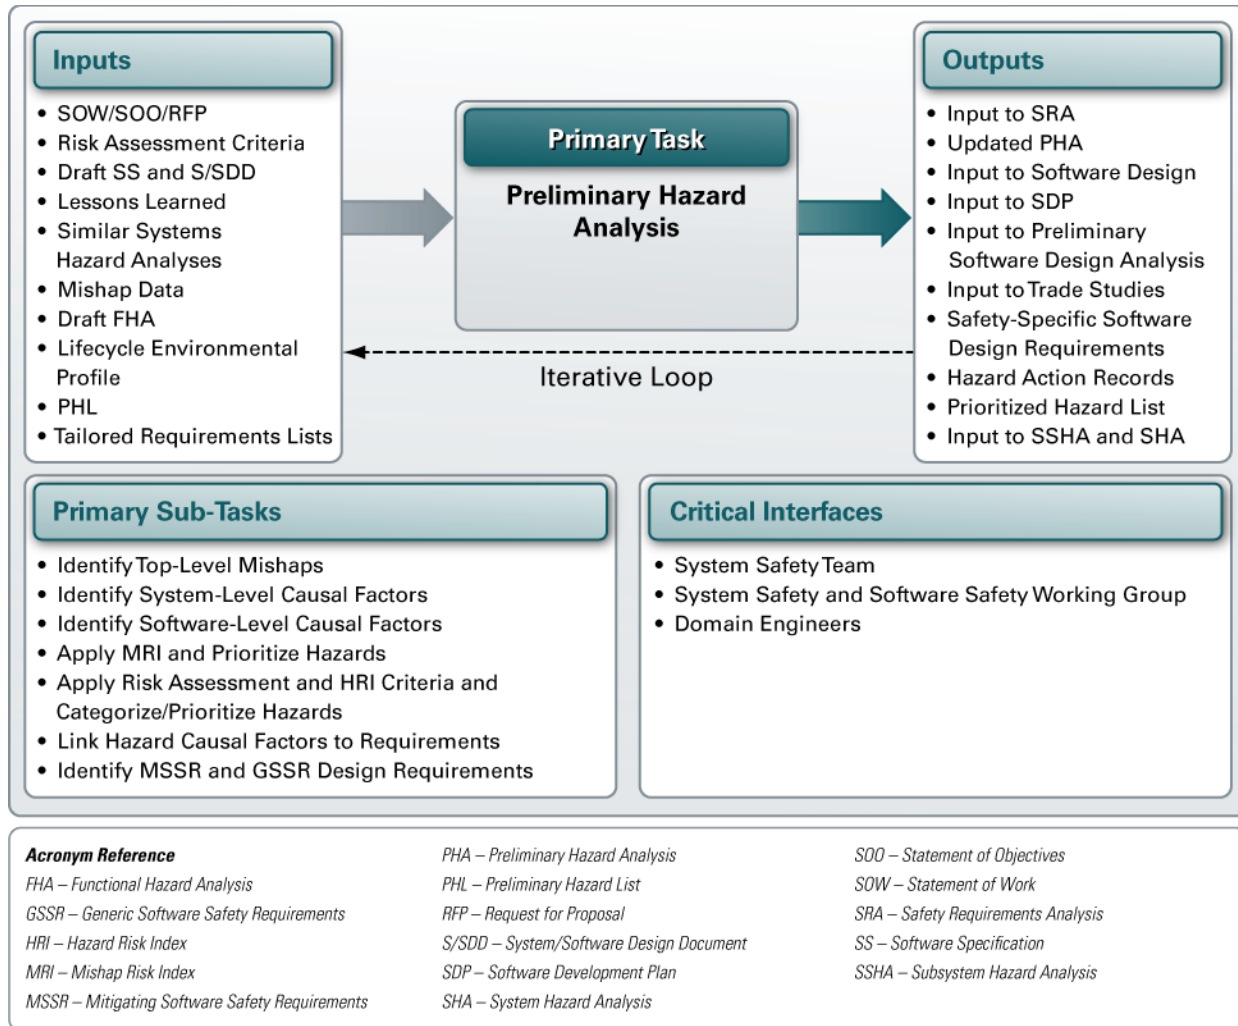 Inputs
• SOW/SOO/RFP
• Risk Assessment Criteria
• Draft SS and S/SDD
• Lessons Learned
• Similar Systems
Hazard Analyses
• Mishap Data
• Draft FHA
• Lifecycle Environmental
Profile
• PHL
• Tailored Requirements Lists
Primary Task
Preliminary Hazard
Analysis
Iterative Loop
Outputs
• Input to SRA
• Updated PHA
• Input to Software Design
• Input to SDP
• Input to Preliminary
Software Design Analysis
• Input to Trade Studies
• Safety-Specific Software
Design Requirements
• Hazard Action Records
• Prioritized Hazard List
• Input to SSHA and SHA
Primary Sub-Tasks
• Identify Top-Level Mishaps
• Identify System-Level Causal Factors
• Identify Software-Level Causal Factors
• Apply MRI and Prioritize Hazards
• Apply Risk Assessment and HRI Criteria and
Categorize/Prioritize Hazards
• Link Hazard Causal Factors to Requirements
• Identify MSSR and GSSR Design Requirements
Critical Interfaces
• System Safety Team
• System Safety and Software Safety Working Group
• Domain Engineers
Acronym Reference
FHA – Functional Hazard Analysis
GSSR – Generic Software Safety Requirements
HRI – Hazard Risk Index
MRI – Mishap Risk Index
MSSR – Mitigating Software Safety Requirements
PHA – Preliminary Hazard Analysis
PHL – Preliminary Hazard List
RFP – Request for Proposal
S/SDD – System/Software Design Document
SDP – Software Development Plan
SHA – System Hazard Analysis
SOO – Statement of Objectives
SOW – Statement of Work
SRA – Safety Requirements Analysis
SS – Software Specification
SSHA – Subsystem Hazard Analysis